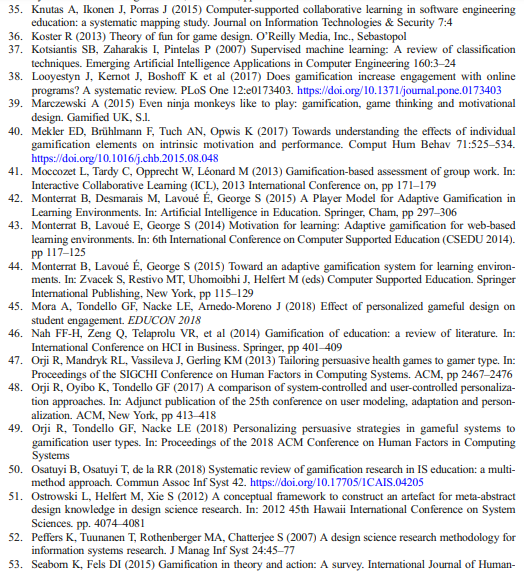 35. Knutas A, Ikonen J, Porras J (2015) Computer-supported collaborative learning in software engineering
education: a systematic mapping study. Journal on Information Technologies & Security 7:4
36. Koster R (2013) Theory of fun for game design. O'Reilly Media, Inc., Sebastopol
37. Kotsiantis SB, Zaharakis I, Pintelas P (2007) Supervised machine learning: A review of classification
techniques. Emerging Artificial Intelligence Applications in Computer Engineering 160:3–24
38. Looyestyn J, Kernot J, Boshoff K et al (2017) Does gamification increase engagement with online
programs? A systematic review. PLoS One 12:e0173403. https://doi.org/10.1371/journal.pone.0173403
39. Marczewski A (2015) Even ninja monkeys like to play: gamification, game thinking and motivational
design. Gamified UK, S.l.
40. Mekler ED, Brühlmann F, Tuch AN, Opwis K (2017) Towards understanding the effects of individual
gamification elements on intrinsic motivation and performance. Comput Hum Behav 71:525–534.
https://doi.org/10.1016/j.chb.2015.08.048
41. Moccozet L, Tardy C, Opprecht W, Léonard M (2013) Gamification-based assessment of group work. In:
Interactive Collaborative Learning (ICL), 2013 International Conference on, pp 171–179
42. Monterrat B, Desmarais M, Lavoué É, George S (2015) A Player Model for Adaptive Gamification in
Learning Environments. In: Artificial Intelligence in Education. Springer, Cham, pp 297–306
43. Monterrat B, Lavoué E, George S (2014) Motivation for learning: Adaptive gamification for web-based
learning environments. In: 6th International Conference on Computer Supported Education (CSEDU 2014).
pp 117–125
44. Monterrat B, Lavoué É, George S (2015) Toward an adaptive gamification system for learning environ-
ments. In: Zvacek S, Restivo MT, Uhomoibhi J, Helfert M (eds) Computer Supported Education. Springer
International Publishing, New York, pp 115–129
45. Mora A, Tondello GF, Nacke LE, Arnedo-Moreno J (2018) Effect of personalized gameful design on
student engagement. EDUCON 2018
46. Nah FF-H, Zeng Q, Telaprolu VR, et al (2014) Gamification of education: a review of literature. In:
International Conference on HCI in Business. Springer, pp 401–409
47. Orji R, Mandryk RL, Vassileva J, Gerling KM (2013) Tailoring persuasive health games to gamer type. In:
Proceedings of the SIGCHI Conference on Human Factors in Computing Systems. ACM, pp 2467–2476
48. Orji R, Oyibo K, Tondello GF (2017) A comparison of system-controlled and user-controlled personaliza-
tion approaches. In: Adjunct publication of the 25th conference on user modeling, adaptation and person-
alization. ACM, New York, pp 413–418
49. Orji R, Tondello GF, Nacke LE (2018) Personalizing persuasive strategies in gameful systems to
gamification user types. In: Proceedings of the 2018 ACM Conference on Human Factors in Computing
Systems
50. Osatuyi B, Osatuyi T, de la RR (2018) Systematic review of gamification research in IS education: a multi-
method approach. Commun Assoc Inf Syst 42. https://doi.org/10.17705/1CAIS.04205
51. Ostrowski L, Helfert M, Xie S (2012) A conceptual framework to construct an artefact for meta-abstract
design knowledge in design science research. In: 2012 45th Hawaii International Conference on System
Sciences. pp. 4074–4081
52. Peffers K, Tuunanen T, Rothenberger MA, Chatterjee S (2007) A design science research methodology for
information systems research. J Manag Inf Syst 24:45–77
53. Seaborn K, Fels DI (2015) Gamification in theory and action: A survey. International Journal of Human-